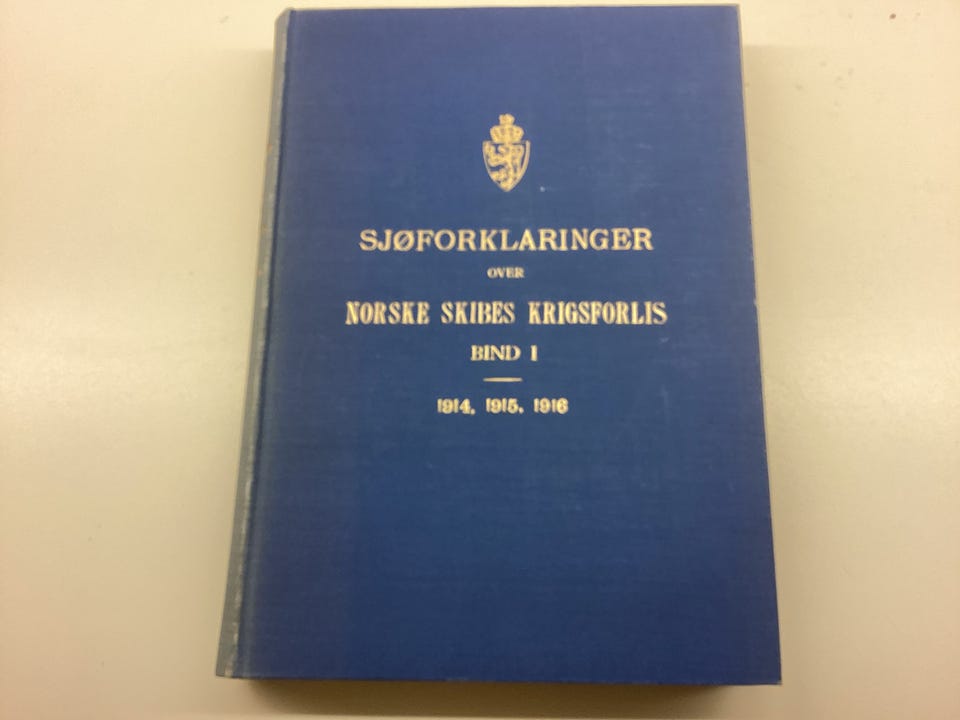 SJØFORKLARINGER
OVER
NORSKE SKIBES KRIGSFORLIS
BIND I
1914, 1915, 1916